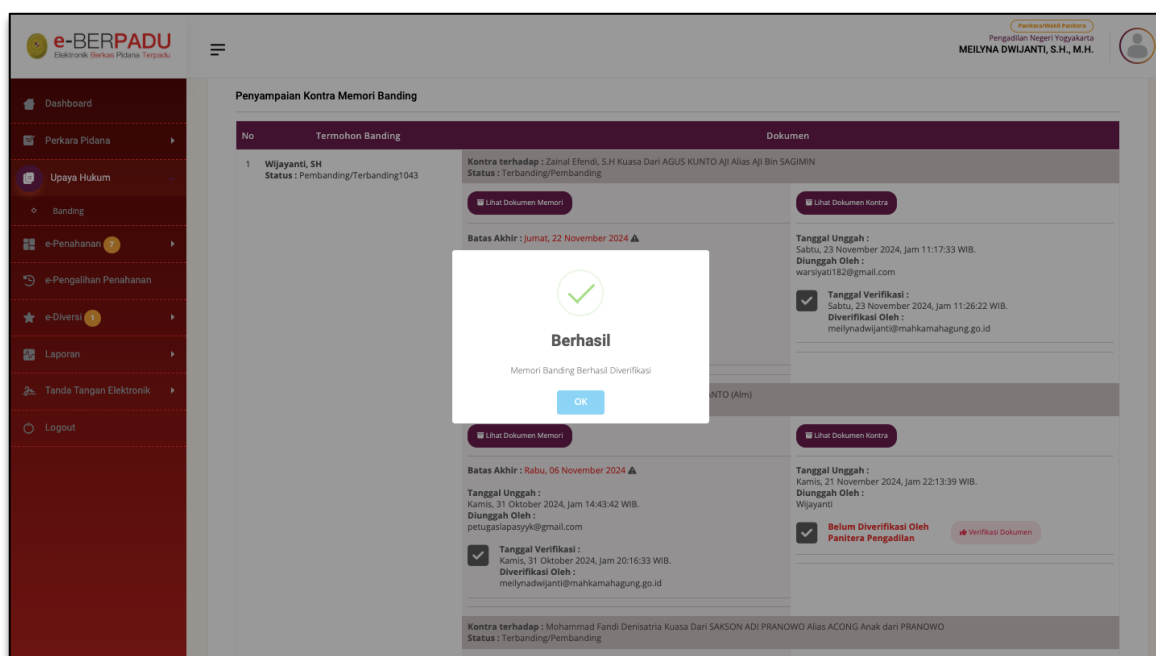 e-BERPADU
Elektronik Berkas Pidana Terpadu
Panitera/Wakil Panitera
Pengadilan Negeri Yogyakarta
MEILYNA DWIJANTI, S.H., M.H.
Dashboard
Perkara Pidana
Upaya Hukum
Banding
e-Penahanan 7
e-Pengalihan Penahanan
e-Diversi 1
Laporan
Tanda Tangan Elektronik
Logout
Penyampaian Kontra Memori Banding
No Termohon Banding Dokumen
1 Wijayanti, SH
Status : Pembanding/Terbanding1043
Kontra terhadap : Zainal Efendi, S.H Kuasa Dari AGUS KUNTO AJI Alias AJI Bin SAGIMIN
Status : Terbanding/Pembanding
Lihat Dokumen Memori
Batas Akhir : Jumat, 22 November 2024
Lihat Dokumen Kontra
Tanggal Unggah :
Sabtu, 23 November 2024, Jam 11:17:33 WIB.
Diunggah Oleh :
warsiyati182@gmail.com
Tanggal Verifikasi :
Sabtu, 23 November 2024, Jam 11:26:22 WIB.
Diverifikasi Oleh :
meilynadwijanti@mahkamahagung.go.id
Berhasil
Memori Banding Berhasil Diverifikasi
OK
(Alm)
Lihat Dokumen Memori
Batas Akhir : Rabu, 06 November 2024
Tanggal Unggah :
Kamis, 31 Oktober 2024, Jam 14:43:42 WIB.
Diunggah Oleh :
petugaslapasyyk@gmail.com
Tanggal Verifikasi :
Kamis, 31 Oktober 2024, Jam 20:16:33 WIB.
Diverifikasi Oleh :
meilynadwijanti@mahkamahagung.go.id
Lihat Dokumen Kontra
Tanggal Unggah :
Kamis, 21 November 2024, Jam 22:13:39 WIB.
Diunggah Oleh :
Wijayanti
Belum Diverifikasi Oleh
Panitera Pengadilan
Verifikasi Dokumen
Kontra terhadap : Mohammad Fandi Denisatria Kuasa Dari SAKSON ADI PRANOWO Alias ACONG Anak dari PRANOWO
Status : Terbanding/Pembanding